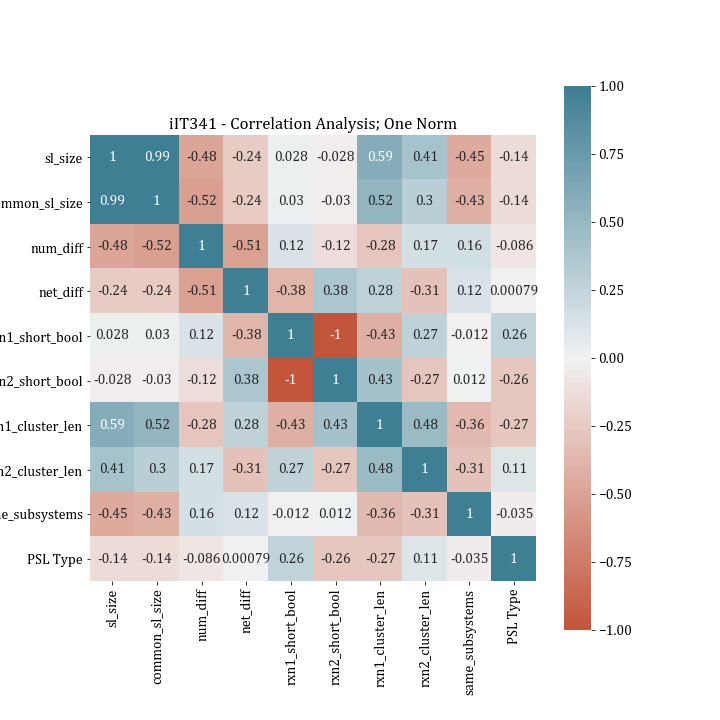 iIT341 - Correlation Analysis; One Norm
sl_size 1 0.99 -0.48 -0.24 0.028 -0.028 0.59 0.41 -0.45 -0.14
mmon_sl_size 0.99 1 -0.52 -0.24 0.03 -0.03 0.52 0.3 -0.43 -0.14
num_diff -0.48 -0.52 1 -0.51 0.12 -0.12 -0.28 0.17 0.16 -0.086
net_diff -0.24 -0.24 -0.51 1 -0.38 0.38 0.28 -0.31 0.12 0.00079
n1_short_bool 0.028 0.03 0.12 -0.38 1 -1 -0.43 0.27 -0.012 0.26
n2_short_bool -0.028 -0.03 -0.12 0.38 -1 1 0.43 -0.27 0.012 -0.26
n1_cluster_len 0.59 0.52 -0.28 0.28 -0.43 0.43 1 0.48 -0.36 -0.27
n2_cluster_len 0.41 0.3 0.17 -0.31 0.27 -0.27 0.48 1 -0.31 0.11
e_subsystems -0.45 -0.43 0.16 0.12 -0.012 0.012 -0.36 -0.31 1 -0.035
PSL Type -0.14 -0.14 -0.086 0.00079 0.26 -0.26 -0.27 0.11 -0.035 1
sl_size
common_sl_size
num_diff
net_diff
rxn1_short_bool
rxn2_short_bool
rxn1_cluster_len
rxn2_cluster_len
same_subsystems
PSL Type
1.00
0.75
0.50
0.25
0.00
−0.25
−0.50
−0.75
−1.00